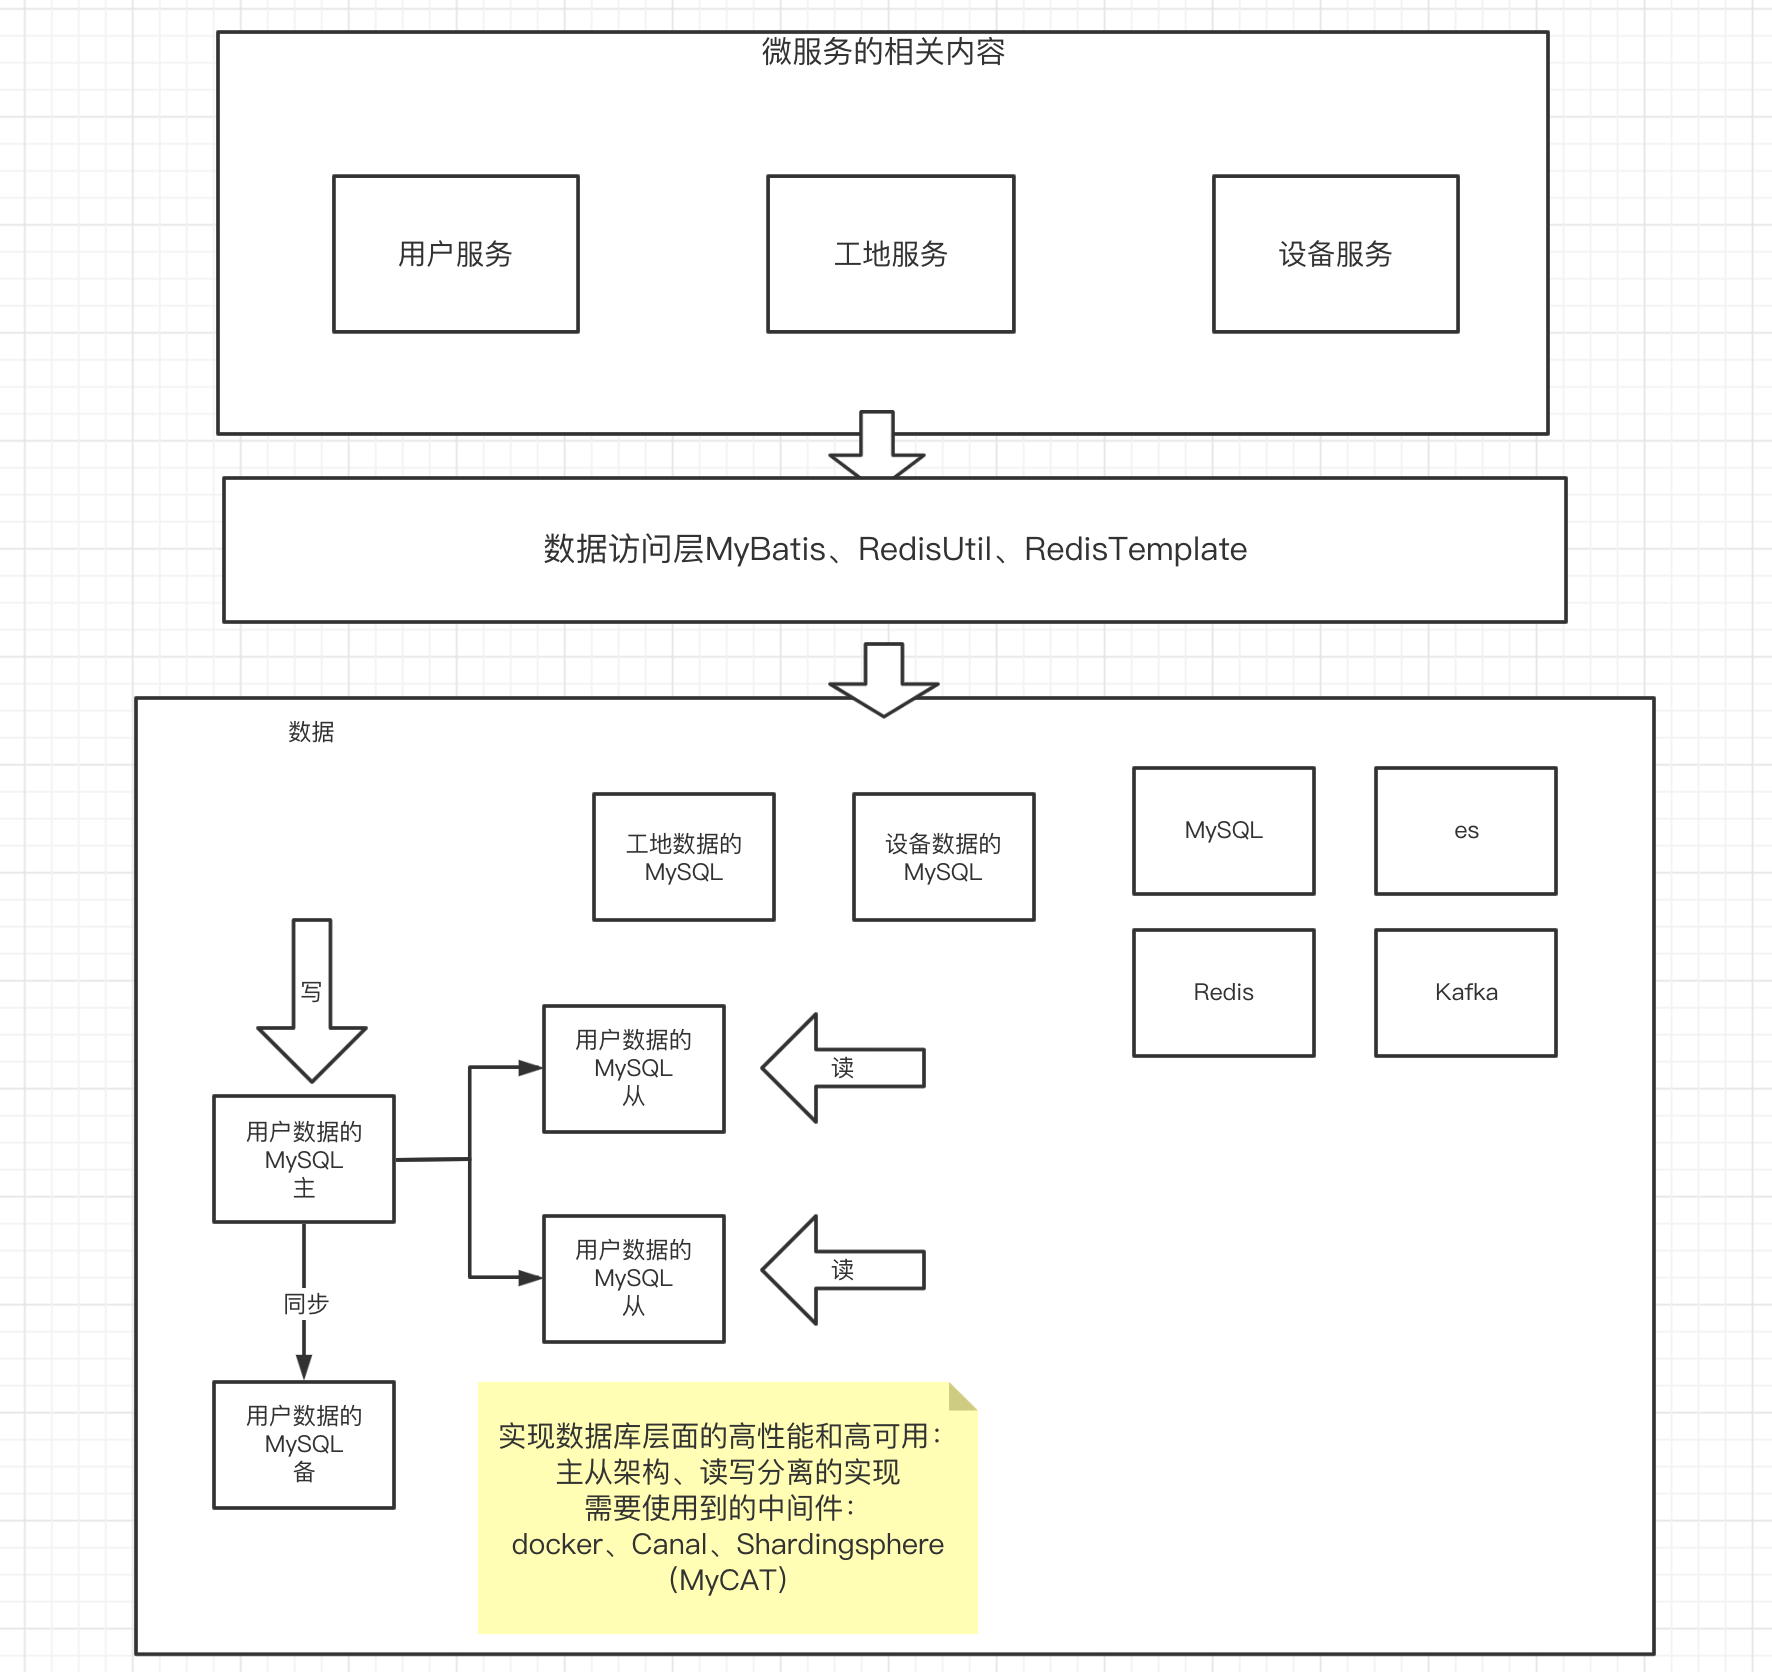 微服务的相关内容
用户服务
工地服务
设备服务
数据访问层MyBatis、RedisUtil、RedisTemplate
数据
工地数据的
MySQL
设备数据的
MySQL
MySQL
es
Redis
Kafka
写
用户数据的
MySQL
从
读
用户数据的
MySQL
主
用户数据的
MySQL
从
读
同步
用户数据的
MySQL
备
实现数据库层面的高性能和高可用：
主从架构、读写分离的实现
需要使用到的中间件：
docker、Canal、Shardingsphere
（MyCAT）